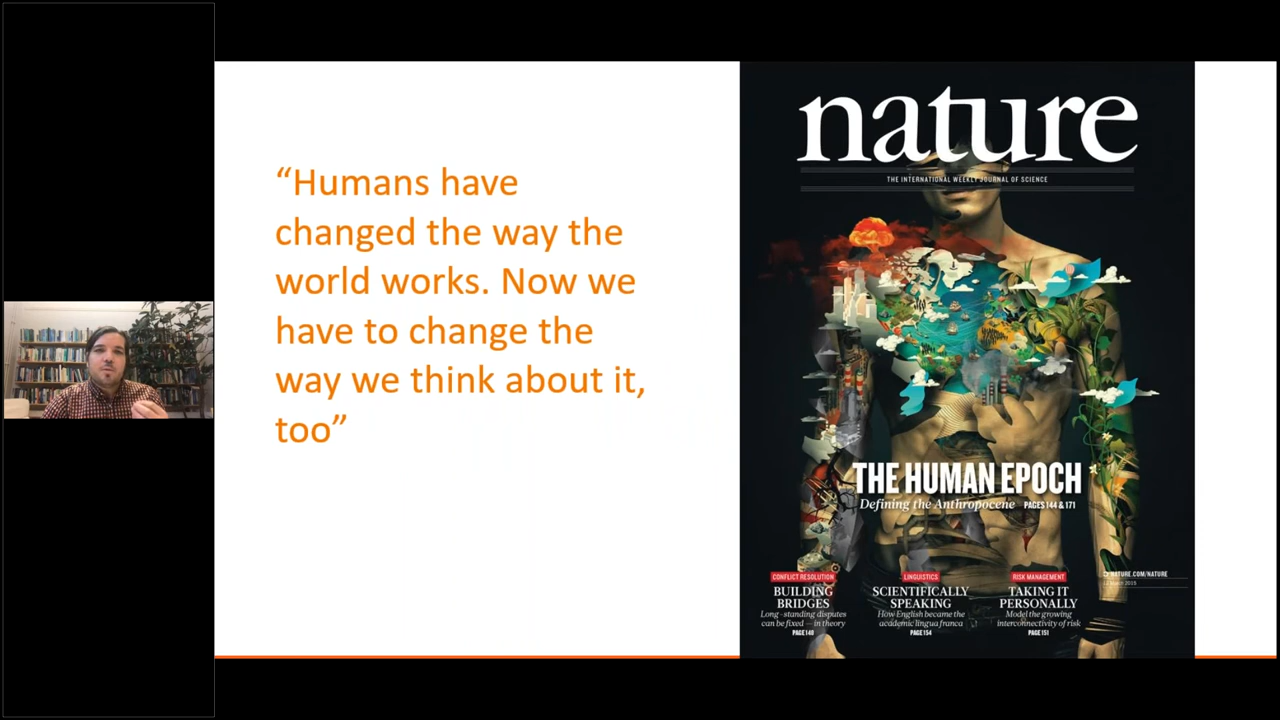 “Humans have
changed the way the
world works. Now we
have to change the
way we think about it,
too”
nature
THE INTERNATIONAL WEEKLY JOURNAL OF SCIENCE
THE HUMAN EPOCH
Defining the Anthropocene PAGES 144 & 171
CONFLICT RESOLUTION
BUILDING
BRIDGES
Long-standing disputes
can be fixed — in theory
PAGE 148
LINGUISTICS
SCIENTIFICALLY
SPEAKING
How English became the
academic lingua franca
PAGE 154
RISK MANAGEMENT
TAKING IT
PERSONALLY
Model the growing
interconnectivity of risk
PAGE 151
NATURE.COM/NATURE
March 2015